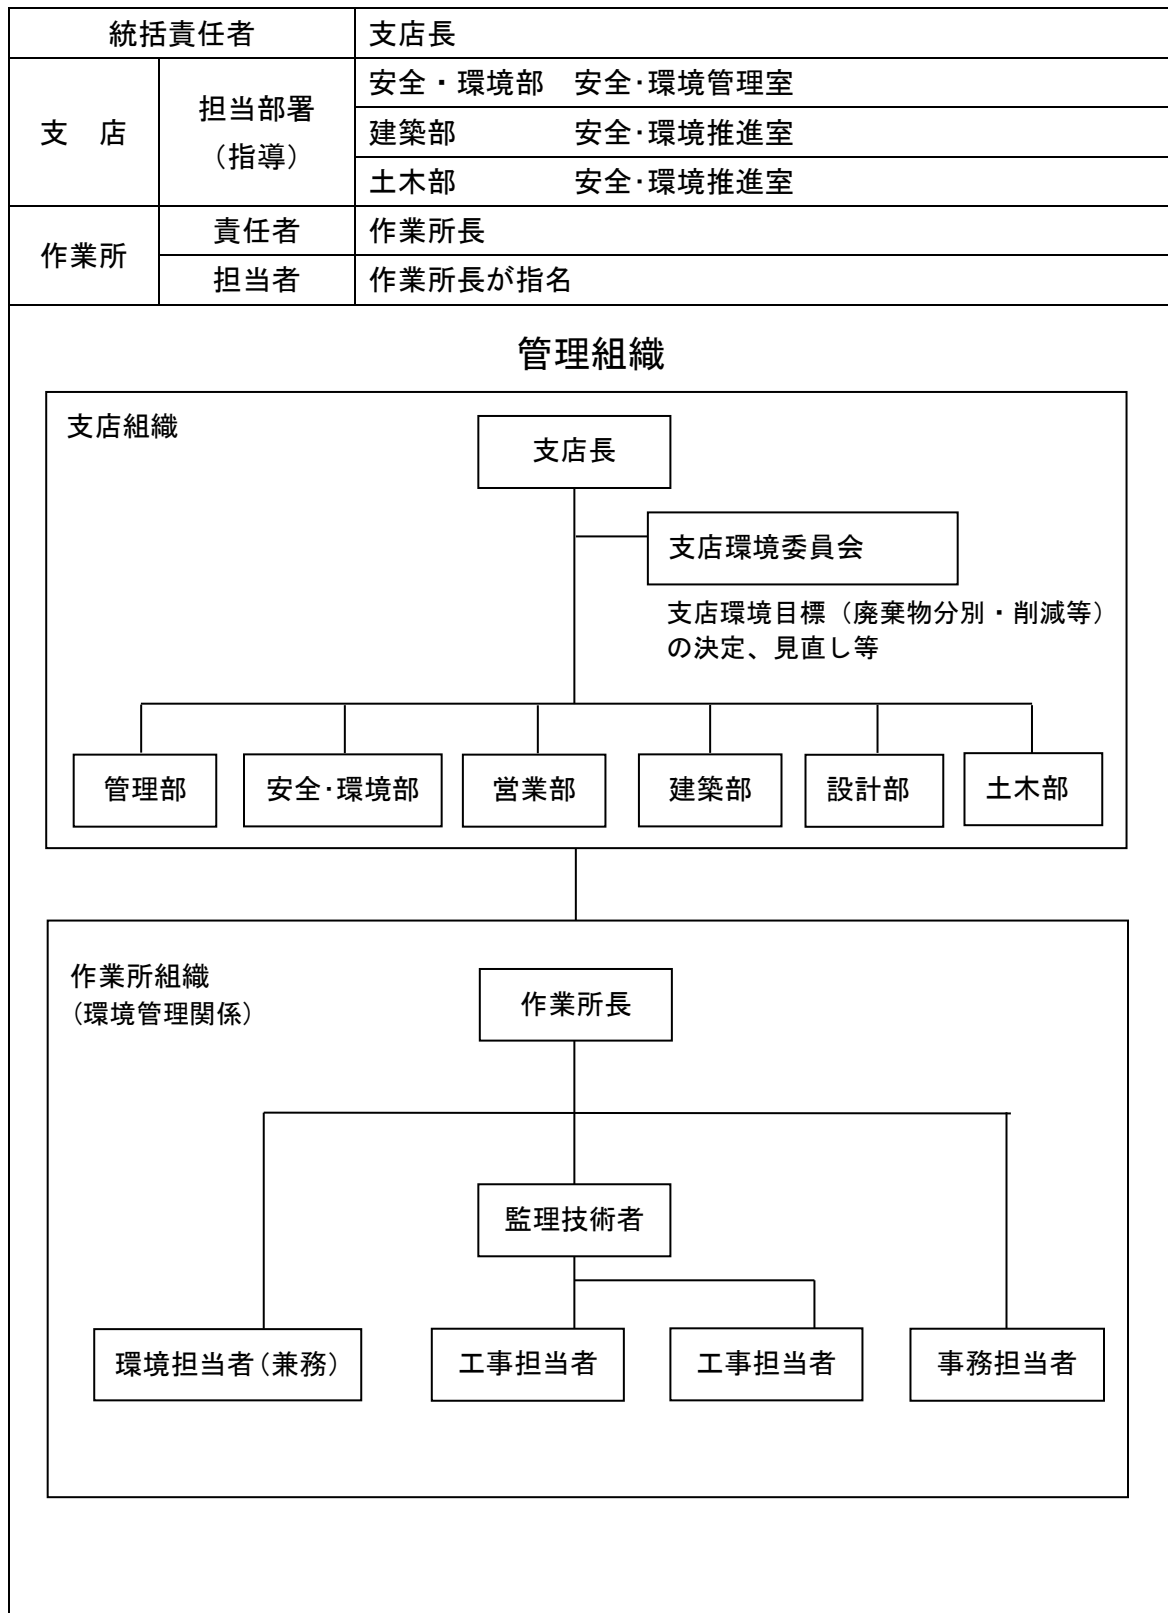 統括責任者 支店長
支　店 担当部署 (指導) 安全・環境部　安全･環境管理室
建築部　　　　安全･環境推進室
土木部　　　　安全･環境推進室
作業所 責任者 作業所長
担当者 作業所長が指名
管理組織
支店組織
支店長
支店環境委員会
支店環境目標（廃棄物分別・削減等）
の決定、見直し等
管理部 安全･環境部 営業部 建築部 設計部 土木部
作業所組織
(環境管理関係)
作業所長
監理技術者
環境担当者(兼務) 工事担当者 工事担当者 事務担当者